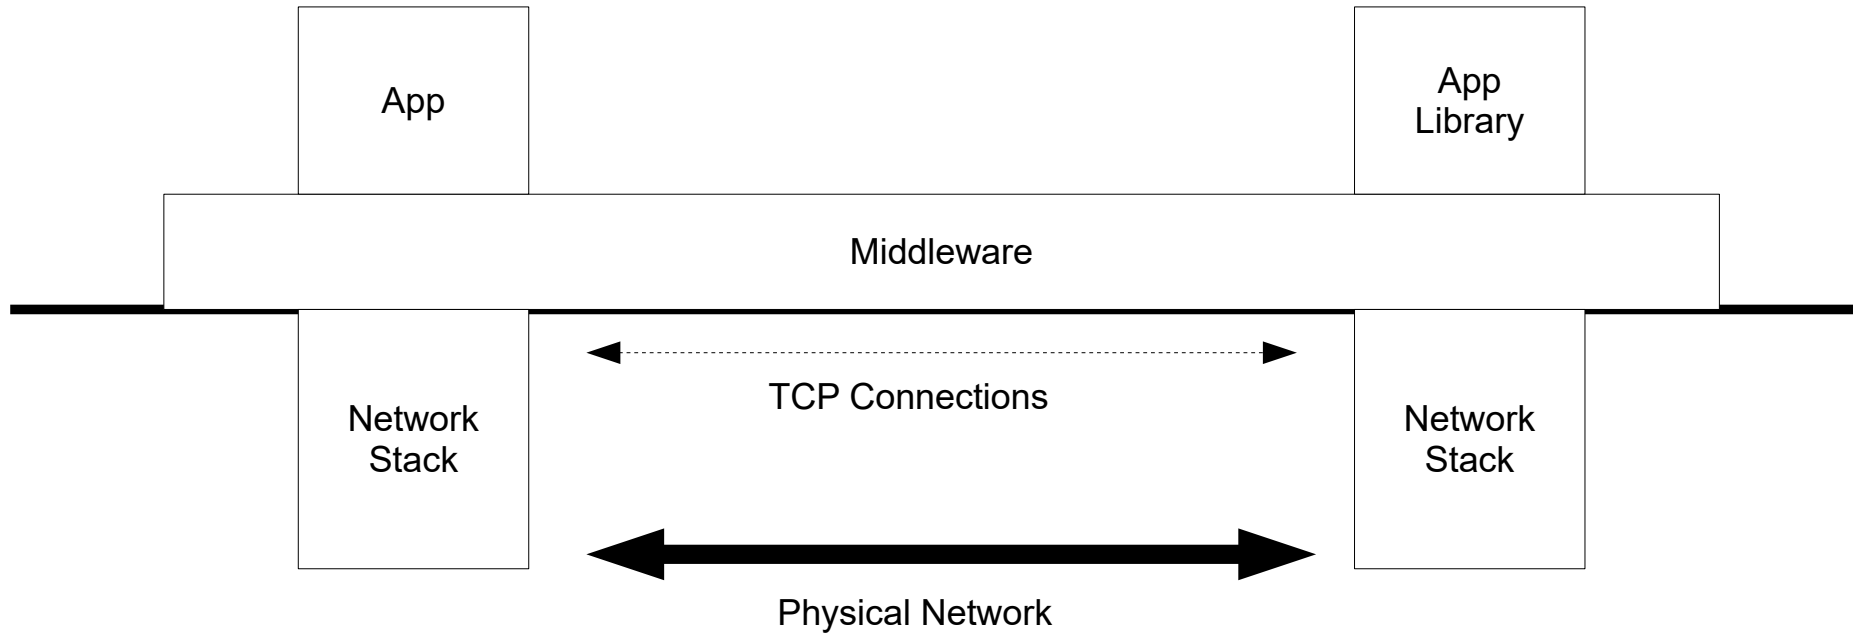 App
App
Library
Middleware
TCP Connections
Network
Stack
Network
Stack
Physical Network